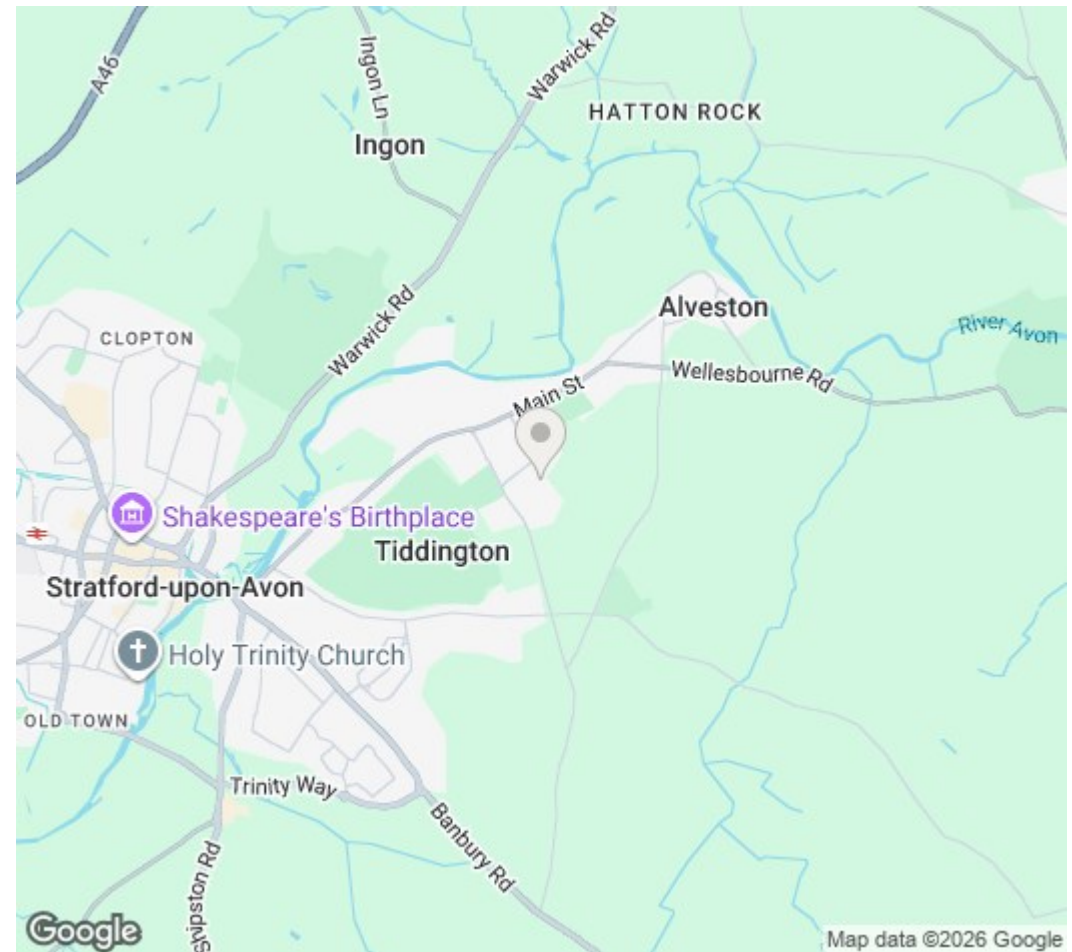 A46
Ingon Ln
Warwick Rd
HATTON ROCK
Ingon
Alveston
River Avon
CLOPTON
Warwick Rd
Wellesbourne Rd
Main St
Shakespeare's Birthplace
Tiddington
Stratford-upon-Avon
Holy Trinity Church
OLD TOWN
Trinity Way
Banbury Rd
Shipston Rd
Google
Map data ©2026 Google